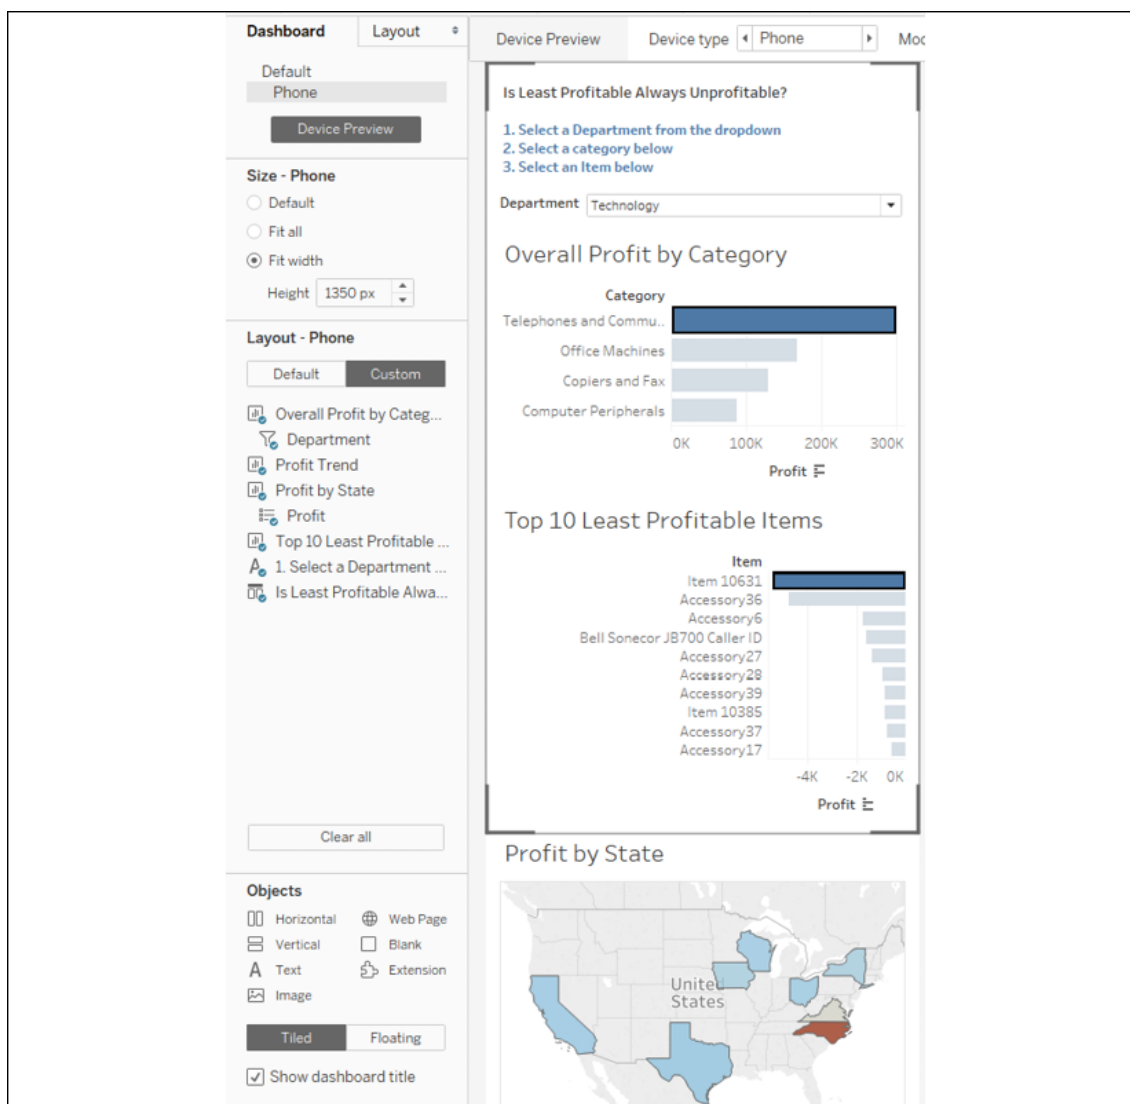 Dashboard
Layout
Default
Phone
Device Preview
Size - Phone
Default
Fit all
Fit width
Height 1350 px
Layout - Phone
Default
Custom
Overall Profit by Categ...
Department
Profit Trend
Profit by State
Profit
Top 10 Least Profitable ...
1. Select a Department ...
Is Least Profitable Alwa...
Clear all
Objects
Horizontal
Web Page
Vertical
Blank
A Text
Extension
Image
Tiled
Floating
Show dashboard title
Device Preview
Device type
Phone
Moc
Is Least Profitable Always Unprofitable?
1. Select a Department from the dropdown
2. Select a category below
3. Select an Item below
Department Technology
Overall Profit by Category
Category
Telephones and Commu..
Office Machines
Copiers and Fax
Computer Peripherals
0K 100K 200K 300K
Profit
Top 10 Least Profitable Items
Item
Item 10631
Accessory36
Accessory6
Bell Sonecor JB700 Caller ID
Accessory27
Accessory28
Accessory39
Item 10385
Accessory37
Accessory17
-4K -2K 0K
Profit
Profit by State
United
States